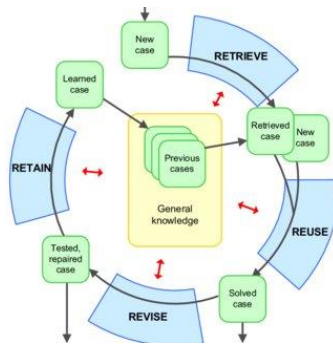 New
case
RETRIEVE
Learned
case
Retrieved
case
New
case
Previous
cases
RETAIN
General
knowledge
REUSE
Tested,
repaired
case
Solved
case
REVISE